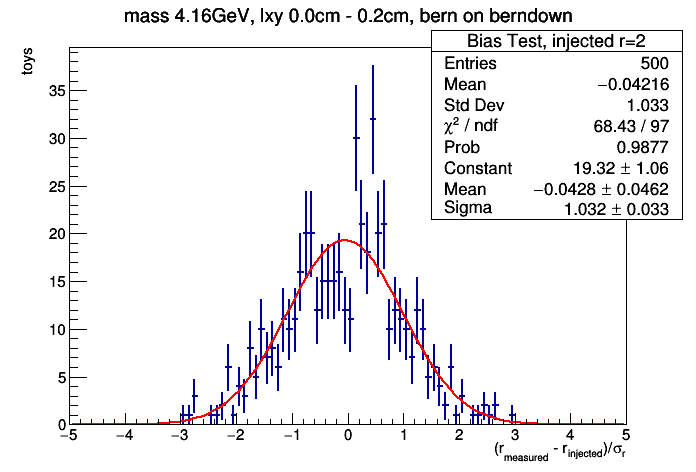 mass 4.16GeV, lxy 0.0cm - 0.2cm, bern on berndown
Bias Test, injected r=2
Entries 500
Mean −0.04216
Std Dev 1.033
χ² / ndf 68.43 / 97
Prob 0.9877
Constant 19.32 ± 1.06
Mean −0.0428 ± 0.0462
Sigma 1.032 ± 0.033
toys
35
30
25
20
15
10
5
0
−5 −4 −3 −2 −1 0 1 2 3 4 5
(r_measured - r_injected)/σ_r